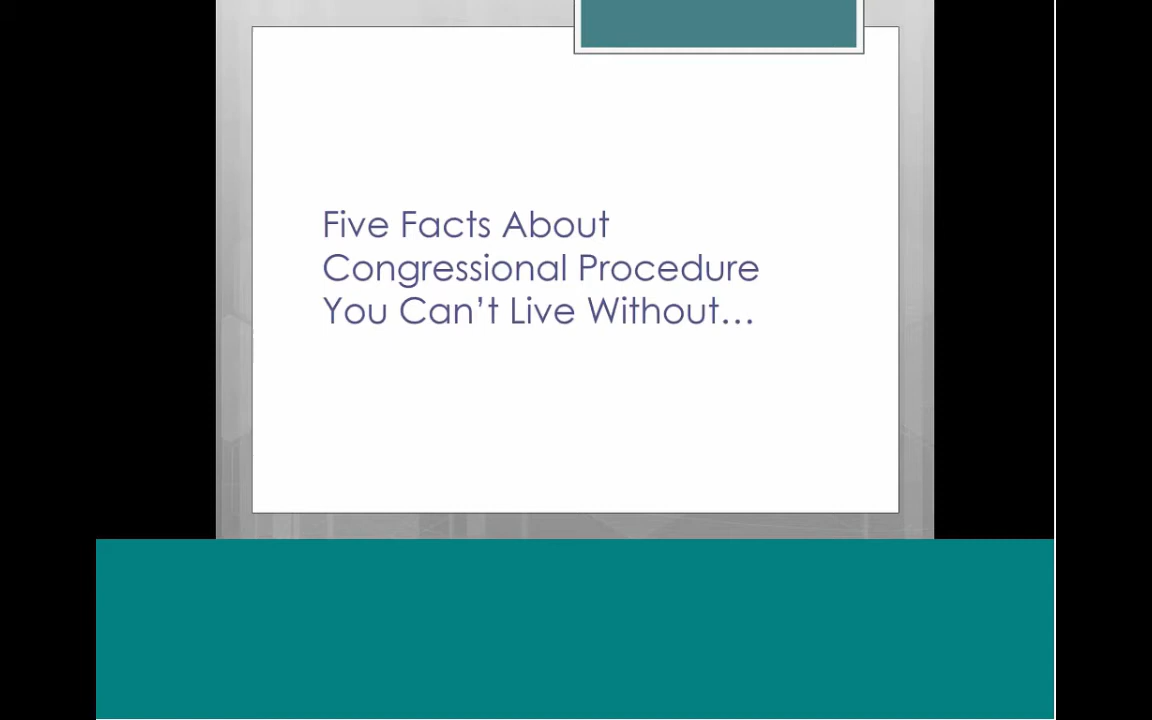 Five Facts About
Congressional Procedure
You Can’t Live Without…